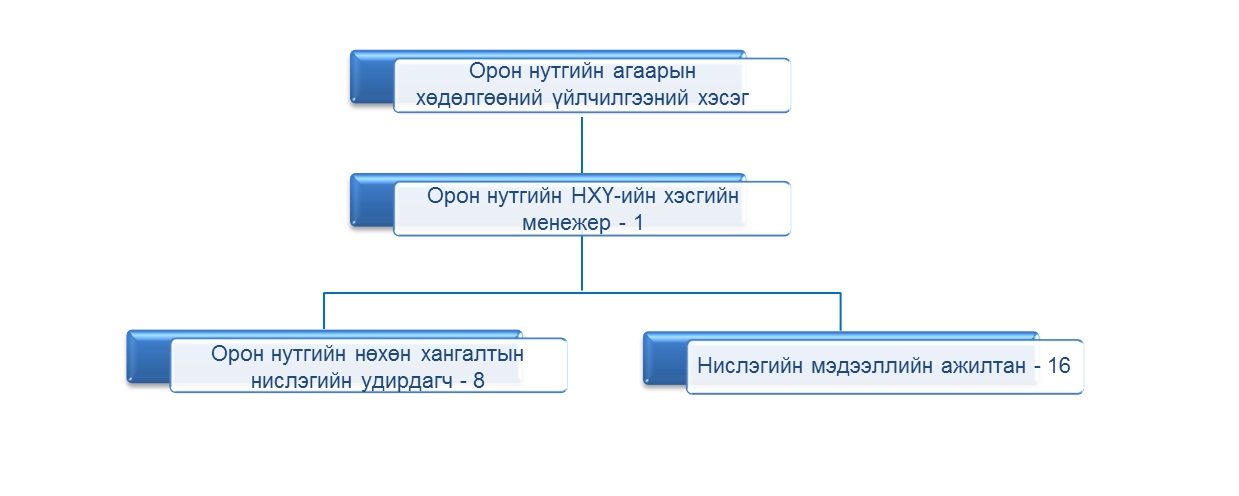 Орон нутгийн агаарын
хөдөлгөөний үйлчилгээний хэсэг
Орон нутгийн НХҮ-ийн хэсгийн
менежер - 1
Орон нутгийн нөхөн хангалтын
нислэгийн удирдагч - 8
Нислэгийн мэдээллийн ажилтан - 16